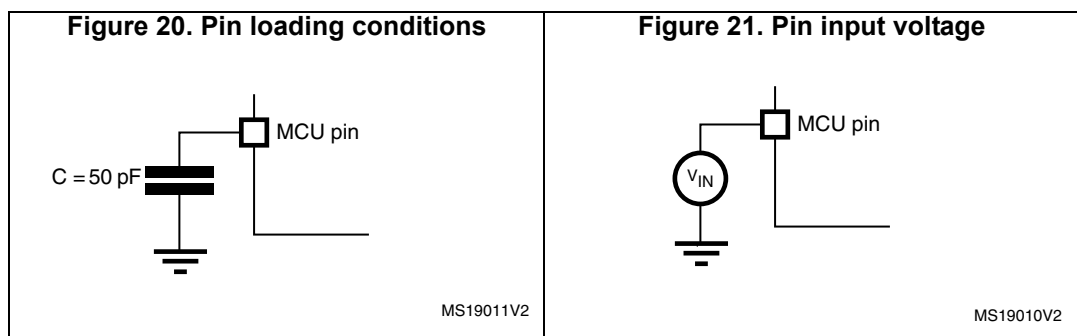 Figure 20. Pin loading conditions
MCU pin
C = 50 pF
MS19011V2
Figure 21. Pin input voltage
MCU pin
VIN
MS19010V2